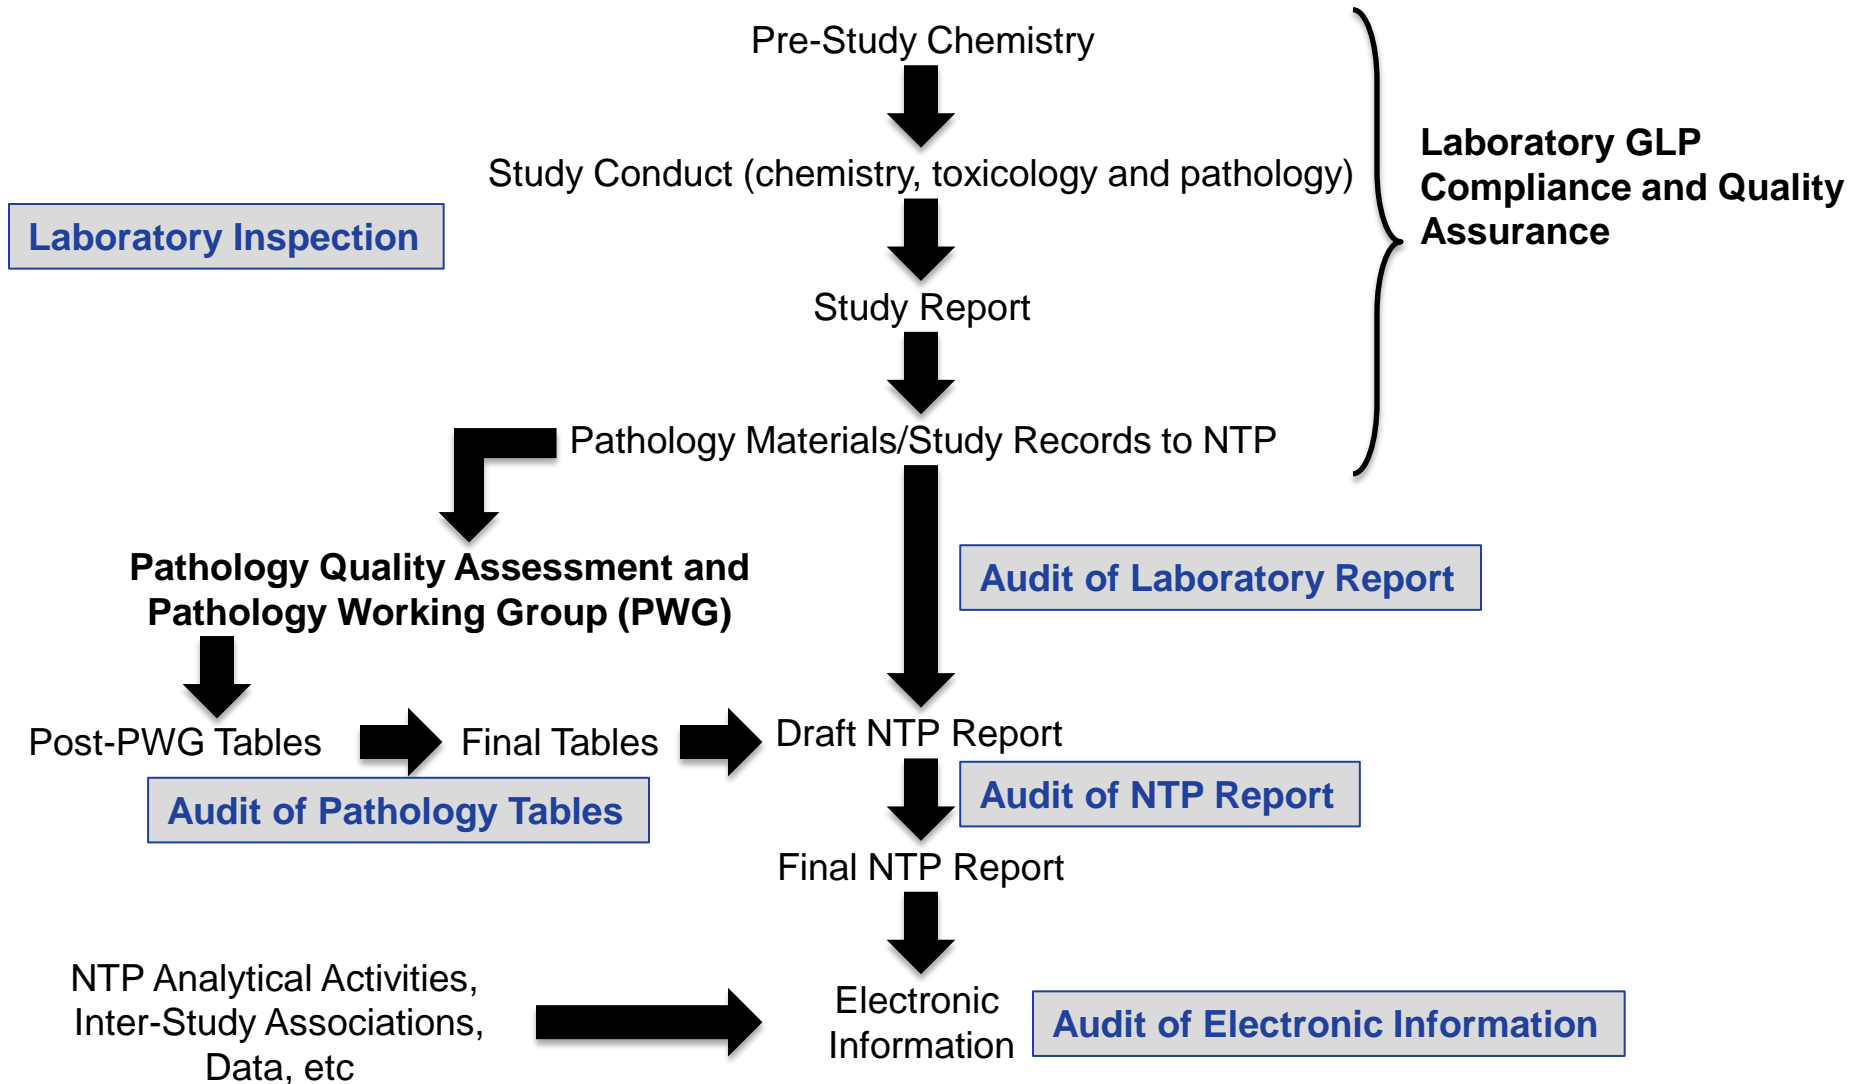 Pre-Study Chemistry
Study Conduct (chemistry, toxicology and pathology)
Laboratory GLP
Compliance and Quality
Assurance
Laboratory Inspection
Study Report
Pathology Materials/Study Records to NTP
Pathology Quality Assessment and
Pathology Working Group (PWG)
Audit of Laboratory Report
Post-PWG Tables
Final Tables
Draft NTP Report
Audit of Pathology Tables
Audit of NTP Report
Final NTP Report
NTP Analytical Activities,
Inter-Study Associations,
Data, etc
Electronic
Information
Audit of Electronic Information